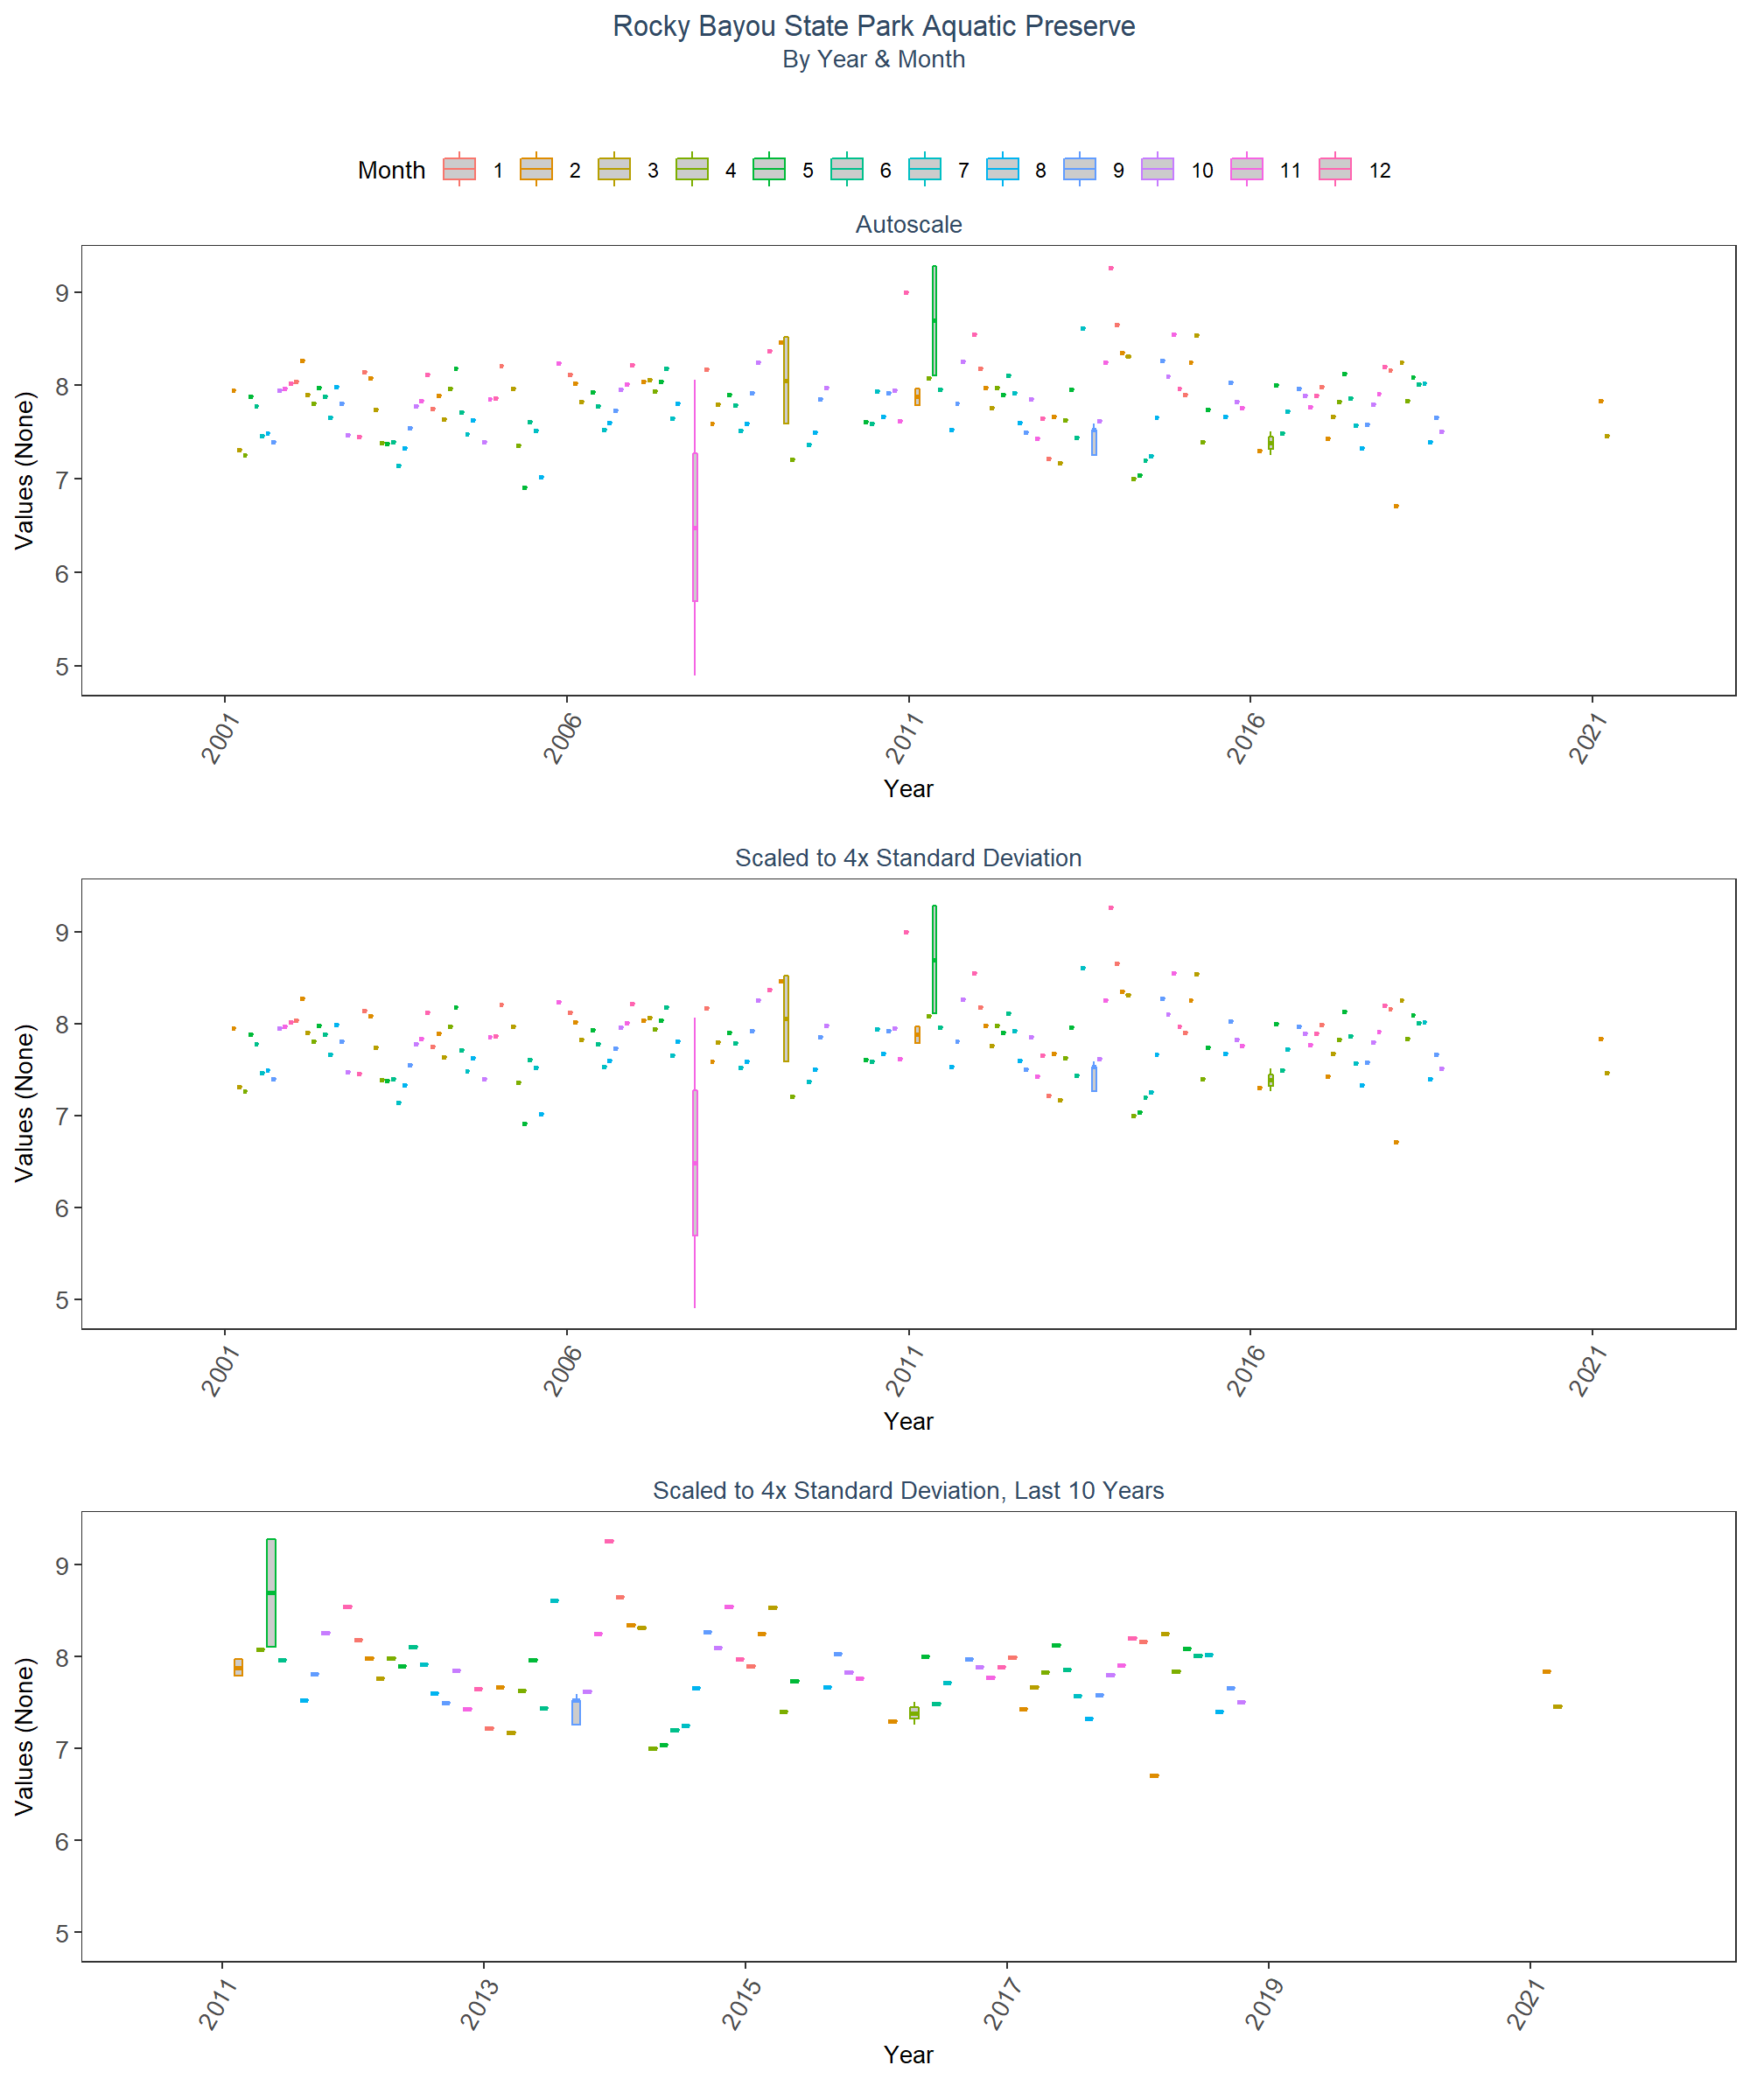 Rocky Bayou State Park Aquatic Preserve
By Year & Month
Month 1 2 3 4 5 6 7 8 9 10 11 12
Autoscale
Values (None)
9
8
7
6
5
2001 2006 2011 2016 2021
Year
Scaled to 4x Standard Deviation
Values (None)
9
8
7
6
5
2001 2006 2011 2016 2021
Year
Scaled to 4x Standard Deviation, Last 10 Years
Values (None)
9
8
7
6
5
2011 2013 2015 2017 2019 2021
Year